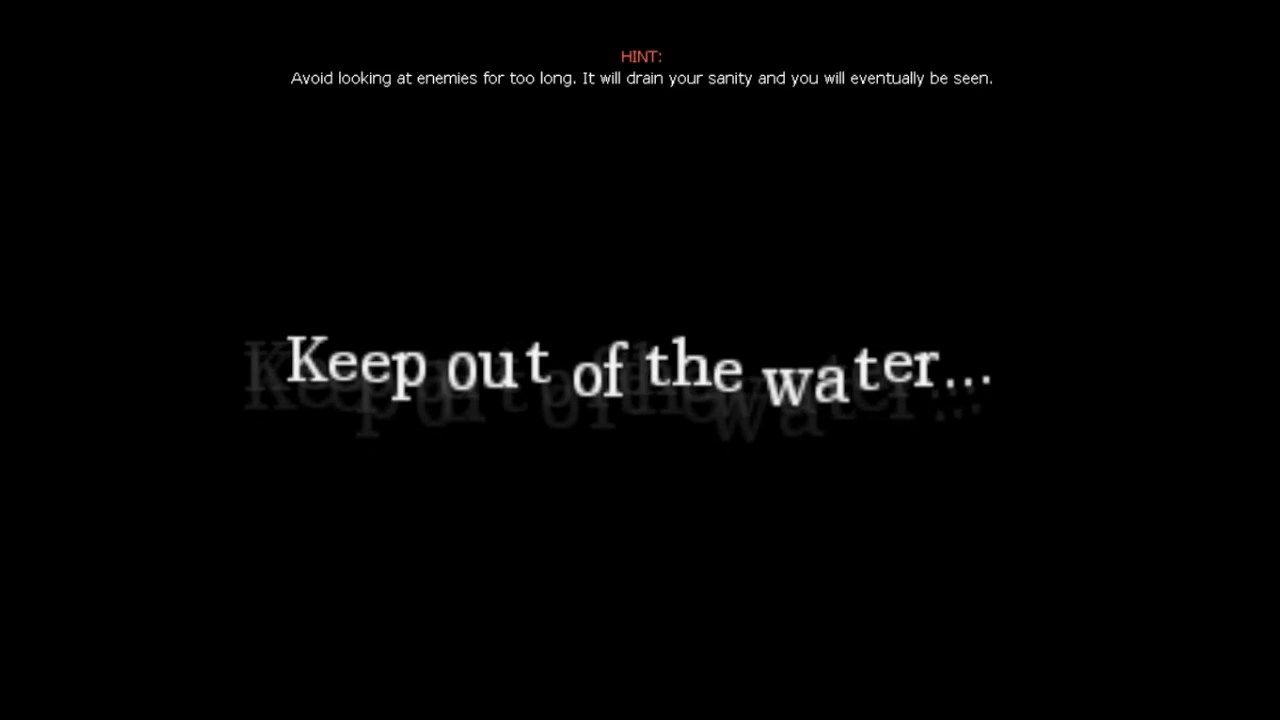 HINT:
Avoid looking at enemies for too long. It will drain your sanity and you will eventually be seen.
Keep out of the water...